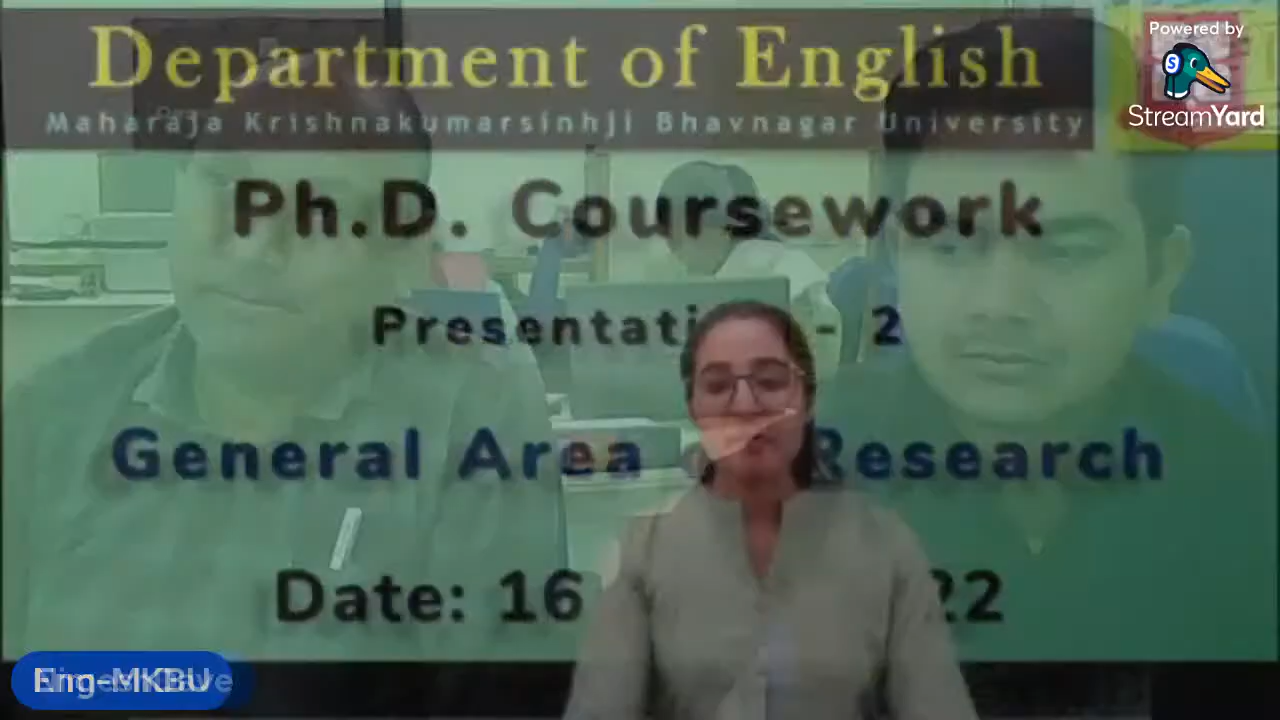 Powered by
StreamYard
Department of English
Maharaja Krishnakumarsinhji Bhavnagar University
Ph.D. Coursework
Presentati - 2
General Area Research
Date: 16 22
Eng-MKBU